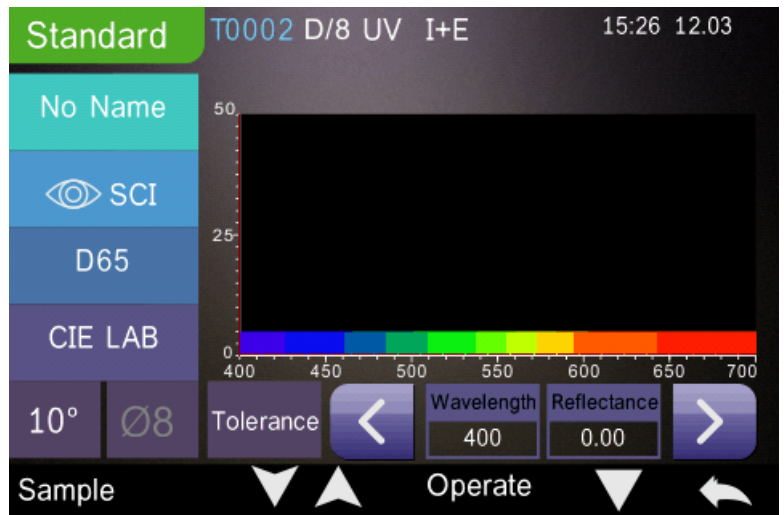 Standard T0002 D/8 UV I+E 15:26 12.03
No Name
SCI
D65
CIE LAB
10° Ø8
50
25
0
400 450 500 550 600 650 700
Tolerance
Wavelength Reflectance
400 0.00
Sample Operate